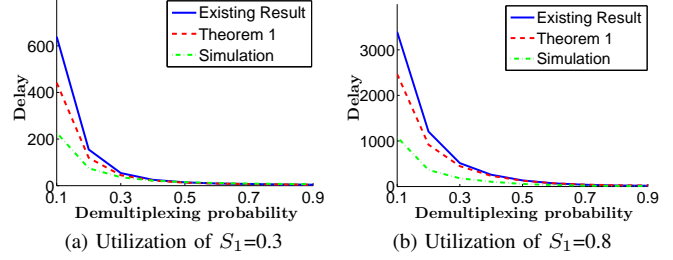 Existing Result
Theorem 1
Simulation
600
400
200
0
Delay
0.1 0.3 0.5 0.7 0.9
Demultiplexing probability
(a) Utilization of S₁=0.3
Existing Result
Theorem 1
Simulation
3000
2000
1000
0
Delay
0.1 0.3 0.5 0.7 0.9
Demultiplexing probability
(b) Utilization of S₁=0.8